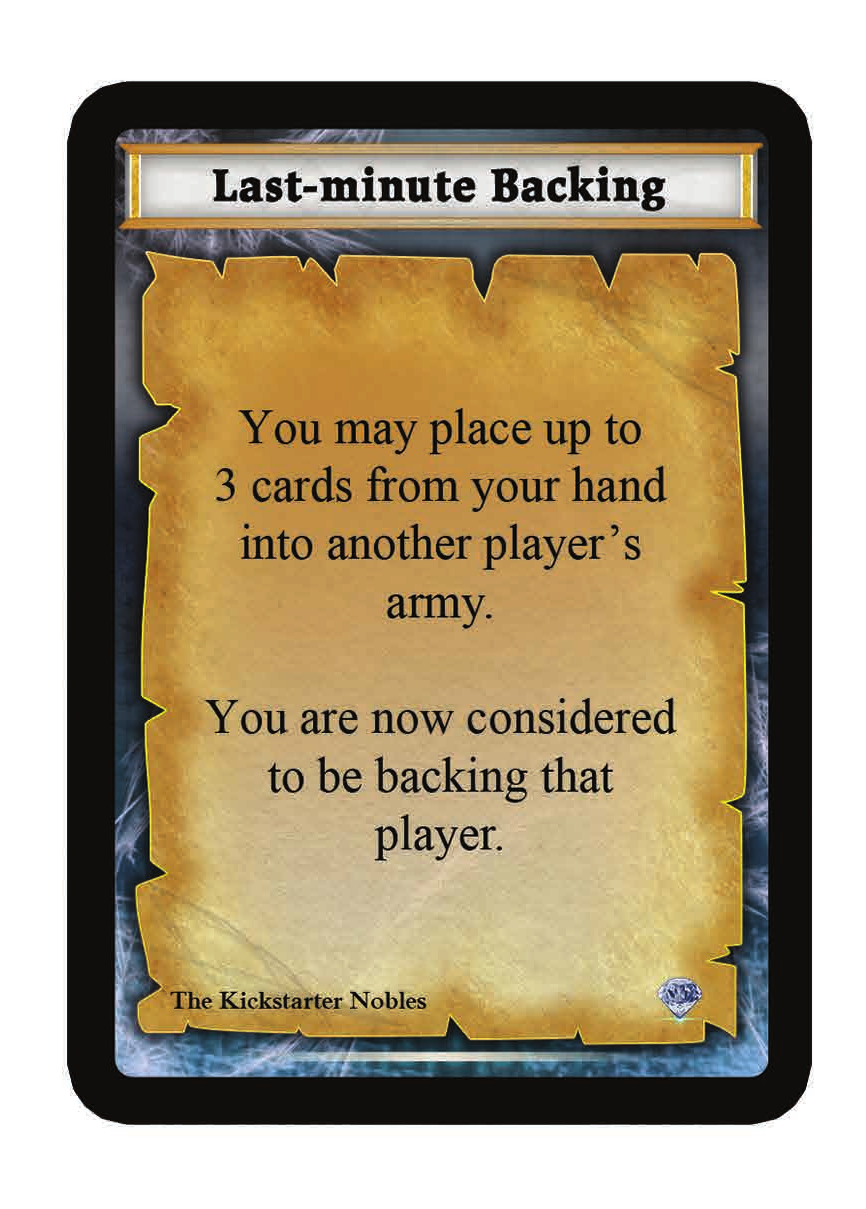 Last-minute Backing
You may place up to
3 cards from your hand
into another player’s
army.
You are now considered
to be backing that
player.
The Kickstarter Nobles